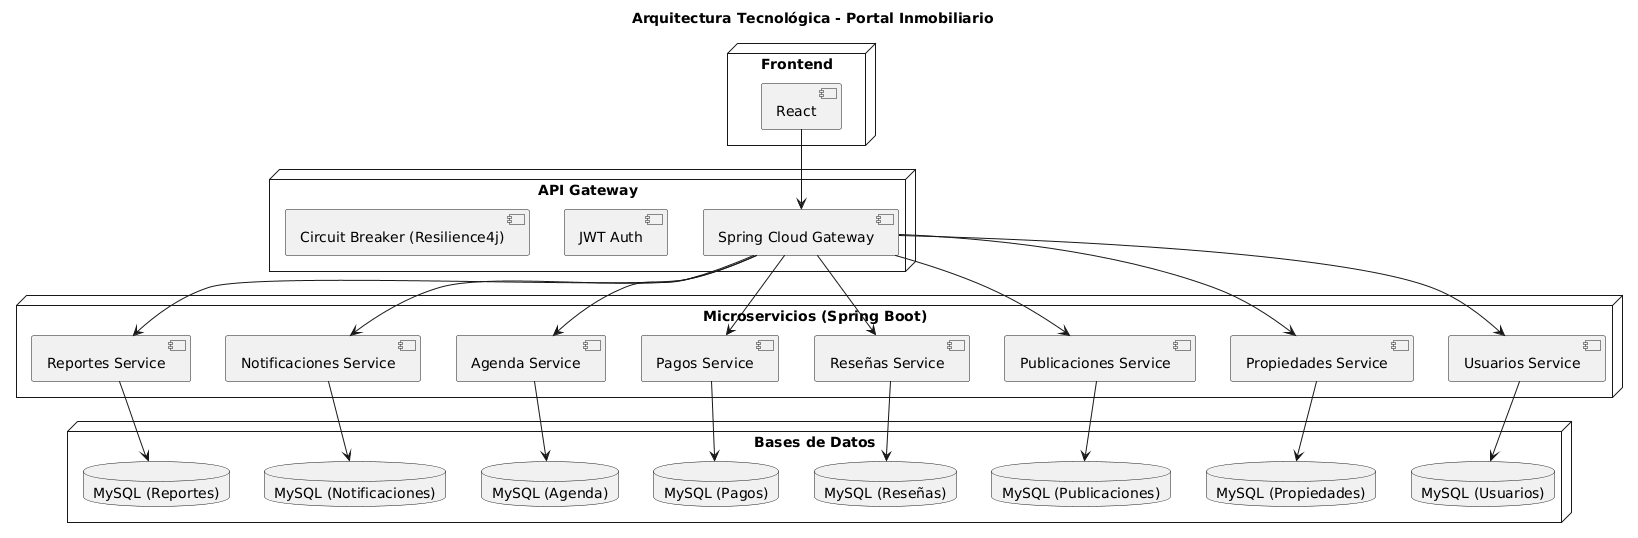 Arquitectura Tecnológica - Portal Inmobiliario
Frontend
React
API Gateway
Circuit Breaker (Resilience4j)
JWT Auth
Spring Cloud Gateway
Microservicios (Spring Boot)
Reportes Service
Notificaciones Service
Agenda Service
Pagos Service
Reseñas Service
Publicaciones Service
Propiedades Service
Usuarios Service
Bases de Datos
MySQL (Reportes)
MySQL (Notificaciones)
MySQL (Agenda)
MySQL (Pagos)
MySQL (Reseñas)
MySQL (Publicaciones)
MySQL (Propiedades)
MySQL (Usuarios)